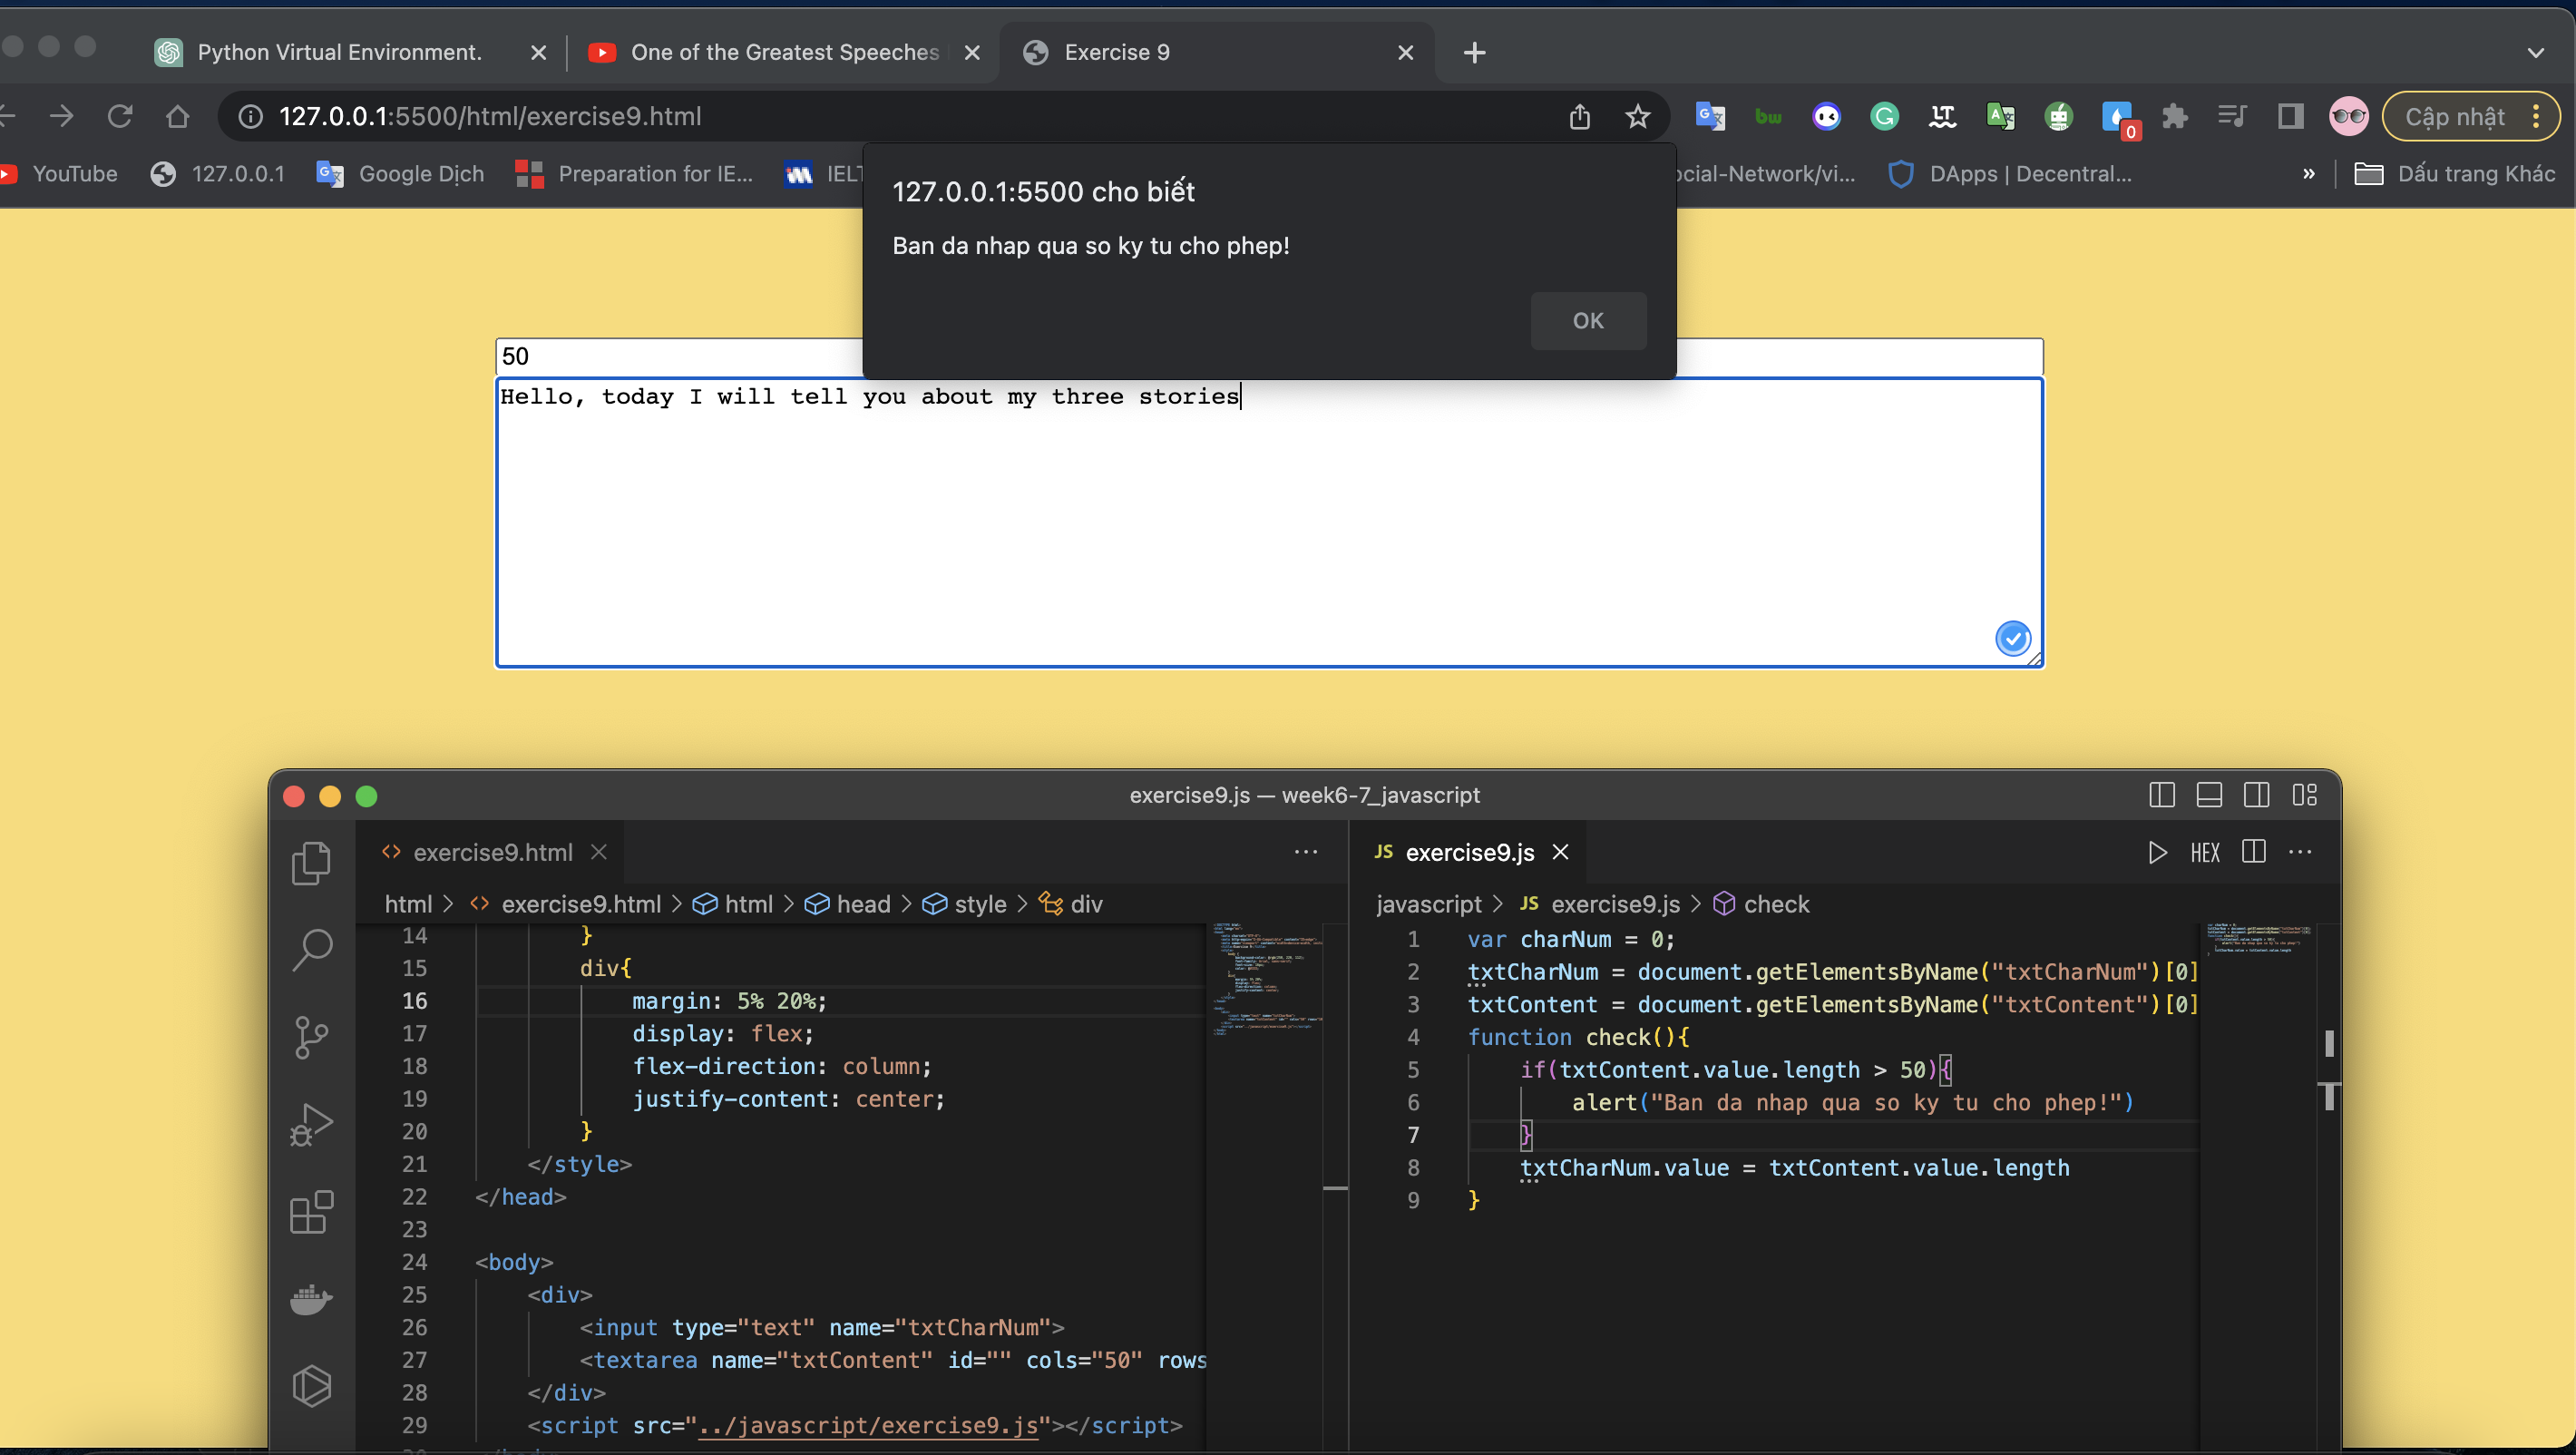 Python Virtual Environment.
One of the Greatest Speeches
Exercise 9
127.0.0.1:5500/html/exercise9.html
bw
G
LT
0
Cập nhật
YouTube
127.0.0.1
Google Dịch
Preparation for IE...
ocial-Network/vi...
DApps | Decentral...
»
Dấu trang Khác
127.0.0.1:5500 cho biết
Ban da nhap qua so ky tu cho phep!
OK
50
Hello, today I will tell you about my three stories
exercise9.js — week6-7_javascript
exercise9.html
html > exercise9.html > html > head > style > div
14 }
15 div{
16 margin: 5% 20%;
17 display: flex;
18 flex-direction: column;
19 justify-content: center;
20 }
21 </style>
22 </head>
23
24 <body>
25 <div>
26 <input type="text" name="txtCharNum">
27 <textarea name="txtContent" id="" cols="50" rows
28 </div>
29 <script src="../javascript/exercise9.js"></script>
JS exercise9.js
HEX
javascript > JS exercise9.js > check
1 var charNum = 0;
2 txtCharNum = document.getElementsByName("txtCharNum")[0]
3 txtContent = document.getElementsByName("txtContent")[0]
4 function check(){
5 if(txtContent.value.length > 50){
6 alert("Ban da nhap qua so ky tu cho phep!")
7 }
8 txtCharNum.value = txtContent.value.length
9 }